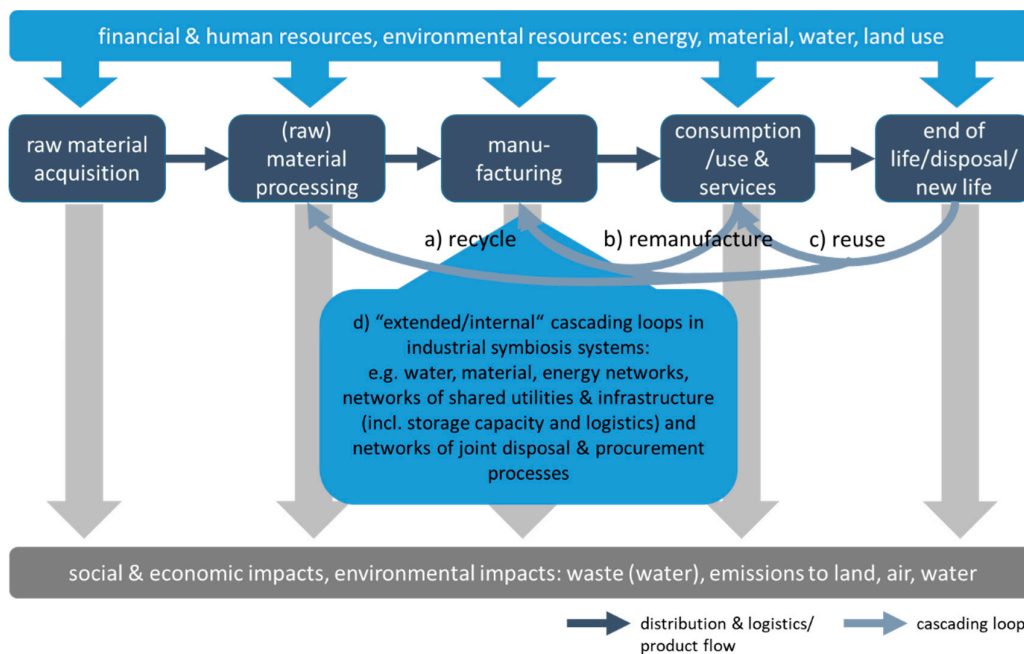 financial & human resources, environmental resources: energy, material, water, land use
raw material
acquisition
(raw)
material
processing
manu-
facturing
consumption
/use &
services
end of
life/disposal/
new life
a) recycle
b) remanufacture
c) reuse
d) “extended/internal“ cascading loops in
industrial symbiosis systems:
e.g. water, material, energy networks,
networks of shared utilities & infrastructure
(incl. storage capacity and logistics) and
networks of joint disposal & procurement
processes
social & economic impacts, environmental impacts: waste (water), emissions to land, air, water
distribution & logistics/
product flow
cascading loop